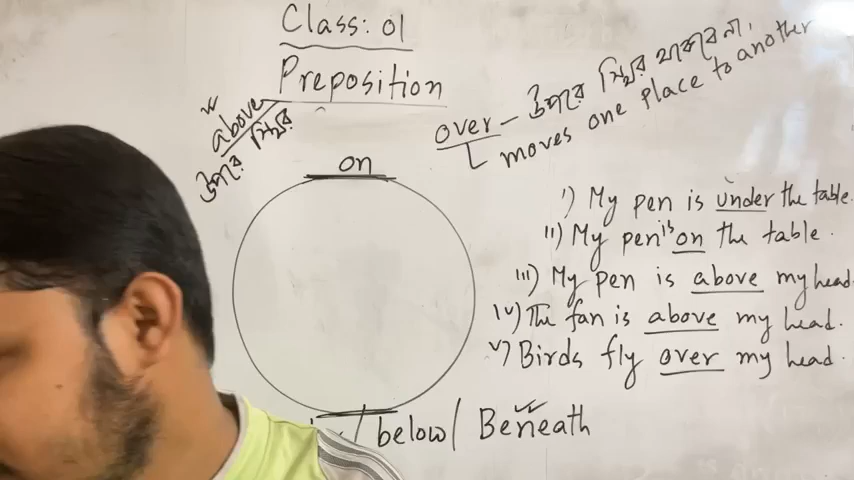 Class: 01
Preposition
above
উপরে স্থির
over - উপরে স্থির থাকবে না।
moves one place to another
on
i) My pen is under the table.
ii) My pen is on the table.
iii) My pen is above my head.
iv) The fan is above my head.
v) Birds fly over my head.
/ below / Beneath